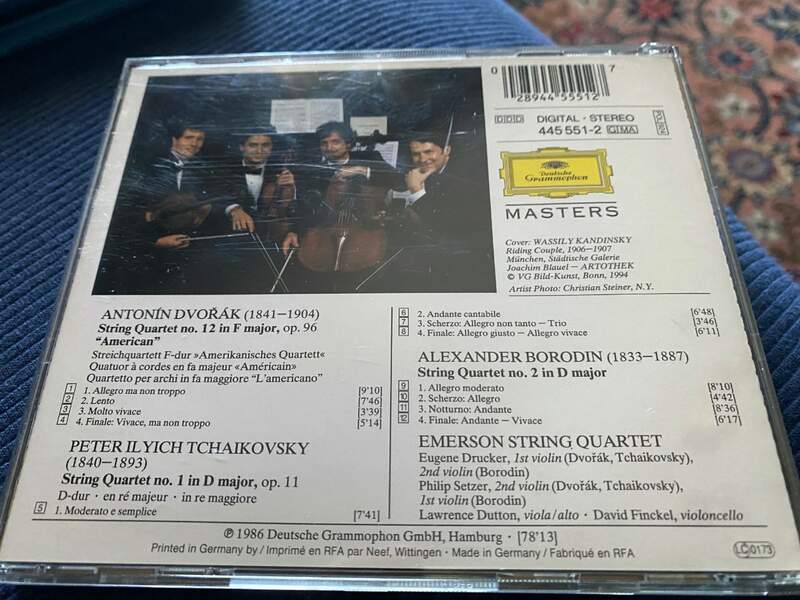 0 28944 55512 7
DDD DIGITAL · STEREO
445 551-2 GEMA
Deutsche
Grammophon
MASTERS
Cover: WASSILY KANDINSKY
Riding Couple, 1906–1907
München, Städtische Galerie
Joachim Blauel – ARTOTHEK
© VG Bild-Kunst, Bonn, 1994
Artist Photo: Christian Steiner, N.Y.
ANTONÍN DVOŘÁK (1841–1904)
String Quartet no. 12 in F major, op. 96
“American”
Streichquartett F-dur »Amerikanisches Quartett«
Quatuor à cordes en fa majeur «Américain»
Quartetto per archi in fa maggiore “L'americano”
1 1. Allegro ma non troppo [9'10]
2 2. Lento [7'46]
3 3. Molto vivace [3'39]
4 4. Finale: Vivace, ma non troppo [5'14]
PETER ILYICH TCHAIKOVSKY
(1840–1893)
String Quartet no. 1 in D major, op. 11
D-dur · en ré majeur · in re maggiore
5 1. Moderato e semplice [7'41]
6 2. Andante cantabile [6'48]
7 3. Scherzo: Allegro non tanto – Trio [3'46]
8 4. Finale: Allegro giusto – Allegro vivace [6'11]
ALEXANDER BORODIN (1833–1887)
String Quartet no. 2 in D major
9 1. Allegro moderato [8'10]
10 2. Scherzo: Allegro [4'42]
11 3. Notturno: Andante [8'36]
12 4. Finale: Andante – Vivace [6'17]
EMERSON STRING QUARTET
Eugene Drucker, 1st violin (Dvořák, Tchaikovsky),
2nd violin (Borodin)
Philip Setzer, 2nd violin (Dvořák, Tchaikovsky),
1st violin (Borodin)
Lawrence Dutton, viola/alto · David Finckel, violoncello
℗ 1986 Deutsche Grammophon GmbH, Hamburg · [78'13]
Printed in Germany by / Imprimé en RFA par Neef, Wittingen · Made in Germany / Fabriqué en RFA
LC 0173